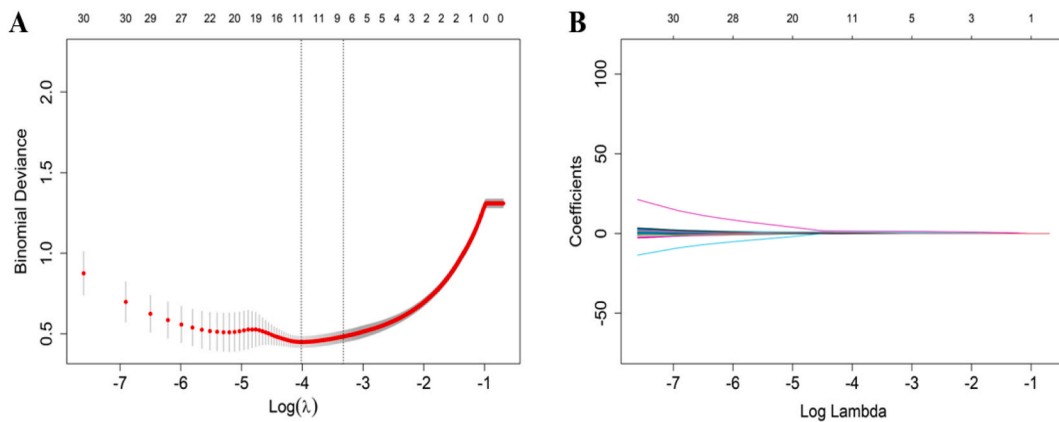 A
30 30 29 27 22 20 19 16 11 11 9 6 5 5 4 3 2 2 2 1 0 0
2.0
1.5
1.0
0.5
Binomial Deviance
-7 -6 -5 -4 -3 -2 -1
Log(λ)
B
30 28 20 11 5 3 1
100
50
0
-50
Coefficients
-7 -6 -5 -4 -3 -2 -1
Log Lambda